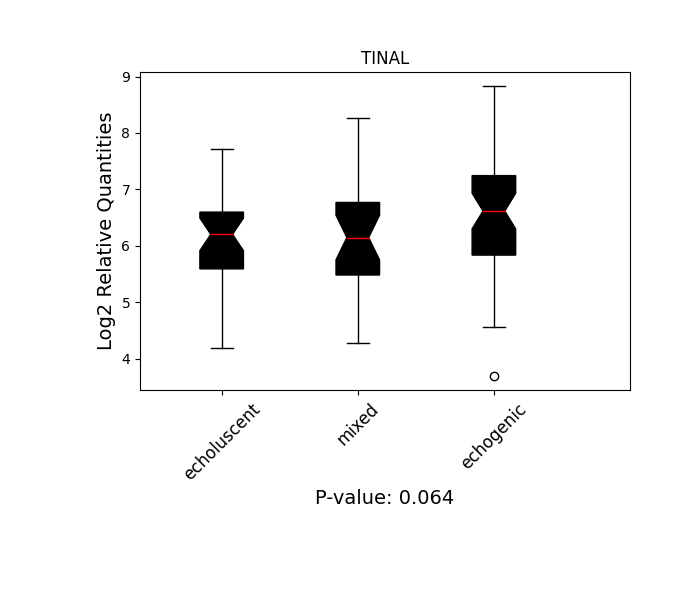 TINAL
Log2 Relative Quantities
9
8
7
6
5
4
echoluscent
mixed
echogenic
P-value: 0.064